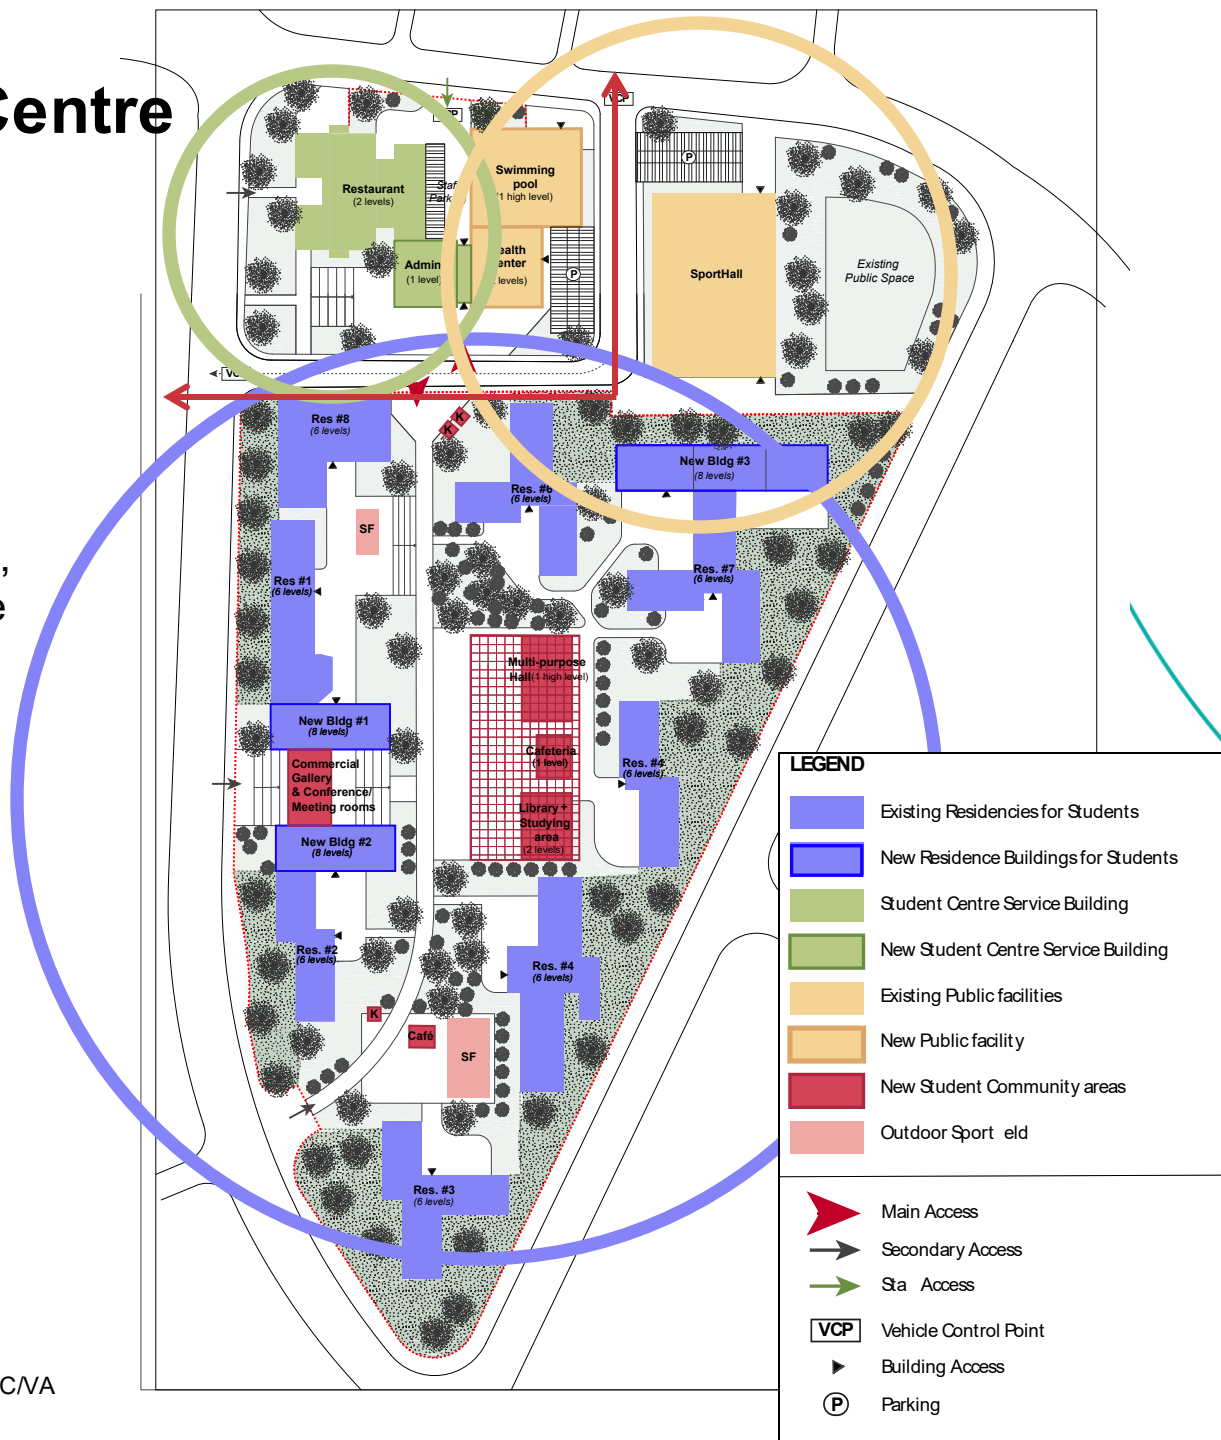 Centre
VCP
P
Swimming
pool
(1 high level)
Restaurant
(2 levels)
Staf
Park
P
SportHall
Existing
Public Space
Admin
(1 level)
ealth
enter
levels)
P
Res #8
(6 levels)
K
K
New Bldg #3
(8 levels)
Res. #6
(6 levels)
SF
,
e
Res #1
(6 levels)
Res. #7
(6 levels)
Multi-purpose
Hall(1 high level)
New Bldg #1
(8 levels)
Cafeteria
(1 level)
Res. #4
(6 levels)
Commercial
Gallery
& Conference/
Meeting rooms
Library+
Studying
area
(2 levels)
New Bldg #2
(8 levels)
Res. #2
(6 levels)
Res. #4
(6 levels)
K
Café
SF
Res. #3
(6 levels)
C/VA
LEGEND
Existing Residencies for Students
New Residence Buildings for Students
Student Centre Service Building
New Student Centre Service Building
Existing Public facilities
New Public facility
New Student Community areas
Outdoor Sport eld
Main Access
Secondary Access
Sta Access
VCP Vehicle Control Point
Building Access
P Parking